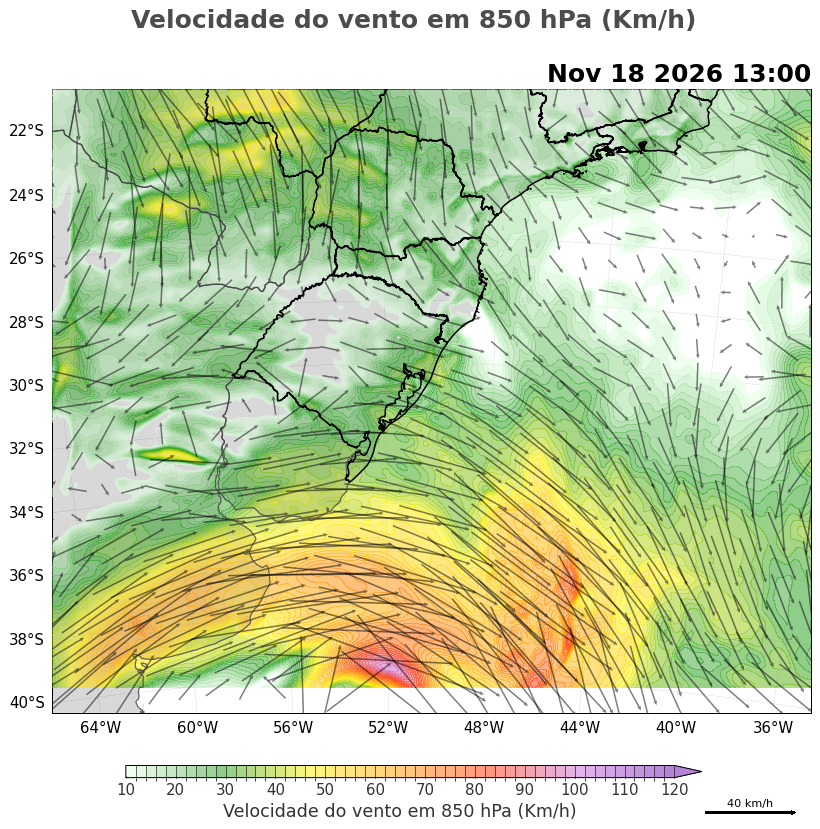 Velocidade do vento em 850 hPa (Km/h)
Nov 18 2026 13:00
22°S
24°S
26°S
28°S
30°S
32°S
34°S
36°S
38°S
40°S
64°W 60°W 56°W 52°W 48°W 44°W 40°W 36°W
10 20 30 40 50 60 70 80 90 100 110 120
Velocidade do vento em 850 hPa (Km/h)
40 km/h